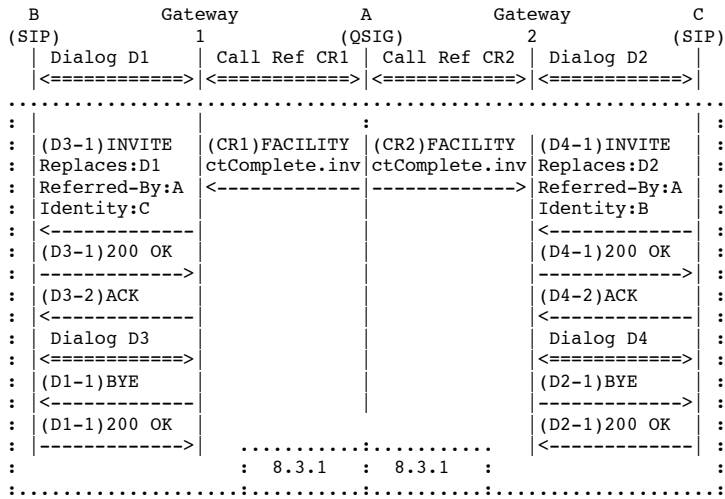 B            Gateway            A            Gateway            C
 (SIP)             1            (QSIG)             2             (SIP)
   |  Dialog D1    | Call Ref CR1  | Call Ref CR2  |  Dialog D2    |
   |<=============>|<=============>|<=============>|<=============>|
.......................................................................
:  |               |               :               |               |  :
:  |(D3-1)INVITE   |(CR1)FACILITY  |(CR2)FACILITY  |(D4-1)INVITE   |  :
:  |Replaces:D1    |ctComplete.inv |ctComplete.inv |Replaces:D2    |  :
:  |Referred-By:A  |<--------------|-------------->|Referred-By:A  |  :
:  |Identity:C     |               |               |Identity:B     |  :
:  |<--------------|               |               |<--------------|  :
:  |(D3-1)200 OK   |               |               |(D4-1)200 OK   |  :
:  |-------------->|               |               |-------------->|  :
:  |(D3-2)ACK      |               |               |(D4-2)ACK      |  :
:  |<--------------|               |               |<--------------|  :
:  |  Dialog D3    |               |               |  Dialog D4    |  :
:  |<=============>|               |               |<=============>|  :
:  |(D1-1)BYE      |               |               |(D2-1)BYE      |  :
:  |<--------------|               |               |-------------->|  :
:  |(D1-1)200 OK   |                               |(D2-1)200 OK   |  :
:  |-------------->|   ............:............   |<--------------|  :
:                      :   8.3.1   :   8.3.1   :                      :
:......................:...........:...........:......................: